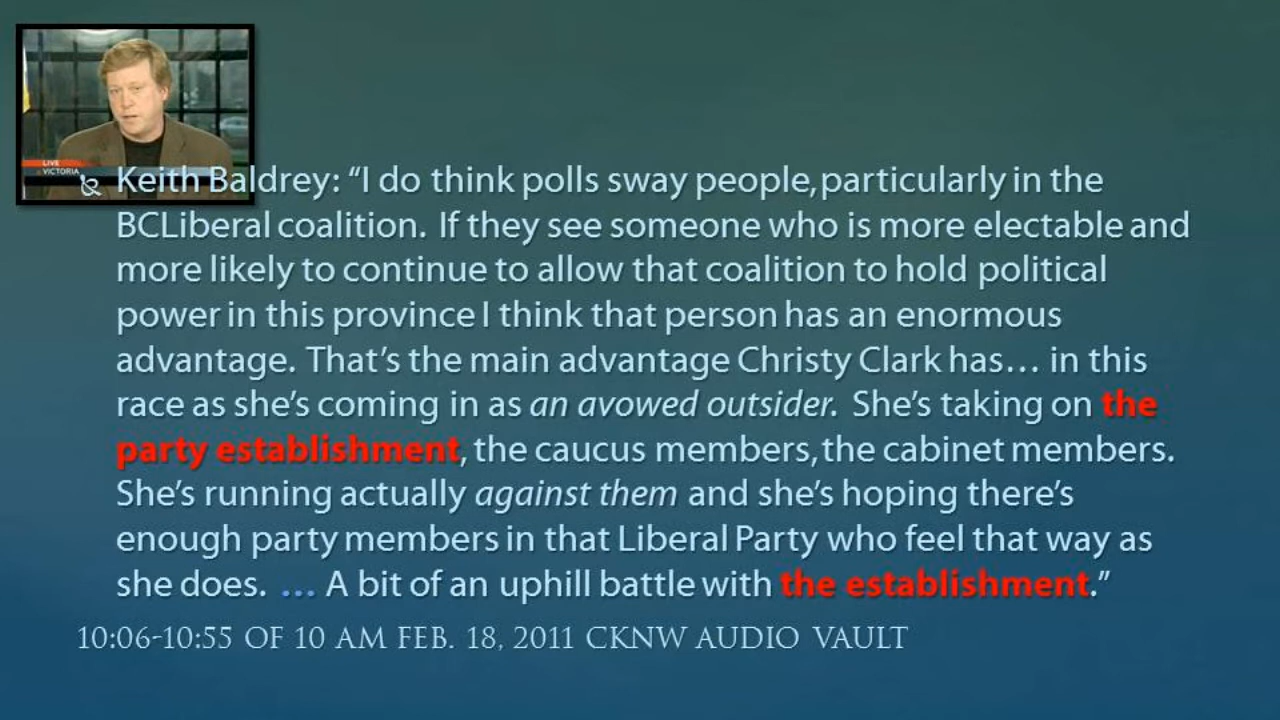 LIVE
VICTORIA
Keith Baldrey: “I do think polls sway people, particularly in the
BCLiberal coalition. If they see someone who is more electable and
more likely to continue to allow that coalition to hold political
power in this province I think that person has an enormous
advantage. That’s the main advantage Christy Clark has… in this
race as she’s coming in as an avowed outsider. She’s taking on the
party establishment, the caucus members, the cabinet members.
She’s running actually against them and she’s hoping there’s
enough party members in that Liberal Party who feel that way as
she does. … A bit of an uphill battle with the establishment.”
10:06-10:55 OF 10 AM FEB. 18, 2011 CKNW AUDIO VAULT